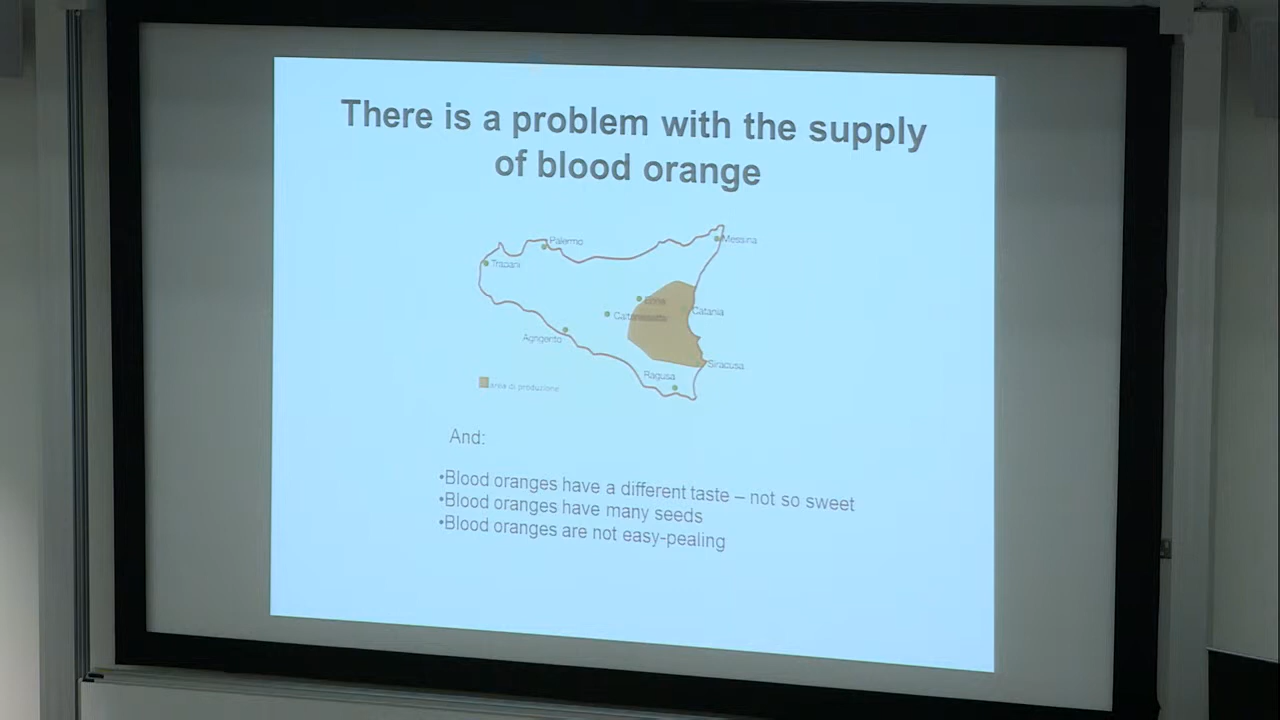 There is a problem with the supply
of blood orange
Palermo
Messina
Trapani
Enna
Caltanissetta
Catania
Agrigento
Siracusa
Ragusa
area di produzione
And:
•Blood oranges have a different taste – not so sweet
•Blood oranges have many seeds
•Blood oranges are not easy-pealing